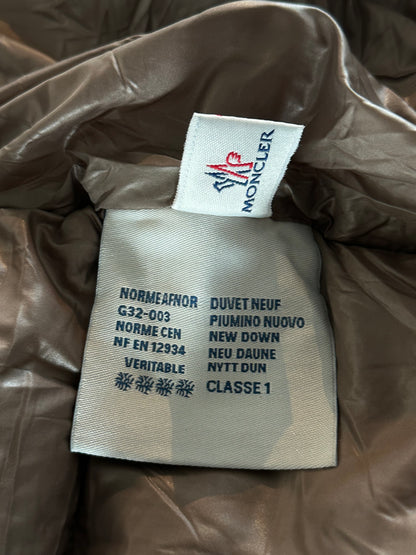 MONCLER
NORMEAFNOR
G32-003
NORME CEN
NF EN 12934
VERITABLE
DUVET NEUF
PIUMINO NUOVO
NEW DOWN
NEU DAUNE
NYTT DUN
CLASSE 1